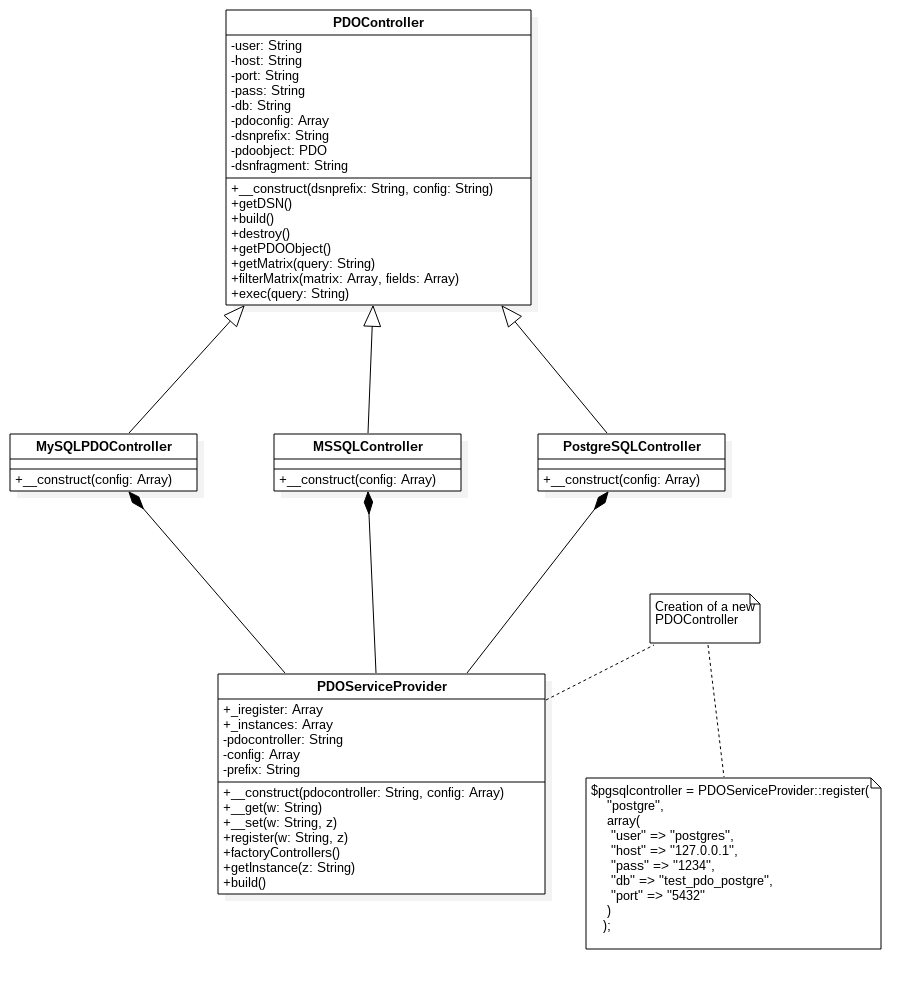 PDOController
-user: String
-host: String
-port: String
-pass: String
-db: String
-pdoconfig: Array
-dsnprefix: String
-pdoobject: PDO
-dsnfragment: String
+__construct(dsnprefix: String, config: String)
+getDSN()
+build()
+destroy()
+getPDOObject()
+getMatrix(query: String)
+filterMatrix(matrix: Array, fields: Array)
+exec(query: String)
MySQLPDOController
+__construct(config: Array)
MSSQLController
+__construct(config: Array)
PostgreSQLController
+__construct(config: Array)
Creation of a new
PDOController
PDOServiceProvider
+_iregister: Array
+_instances: Array
-pdocontroller: String
-config: Array
-prefix: String
+__construct(pdocontroller: String, config: Array)
+__get(w: String)
+__set(w: String, z)
+register(w: String, z)
+factoryControllers()
+getInstance(z: String)
+build()
$pgsqlcontroller = PDOServiceProvider::register(
"postgre",
array(
"user" => "postgres",
"host" => "127.0.0.1",
"pass" => "1234",
"db" => "test_pdo_postgre",
"port" => "5432"
)
);